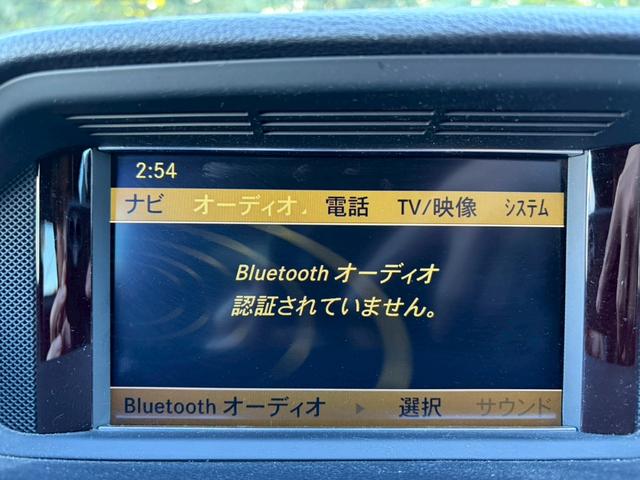 2:54
ナビ オーディオ 電話 TV/映像 システム
Bluetooth オーディオ
認証されていません。
Bluetooth オーディオ 選択 サウンド